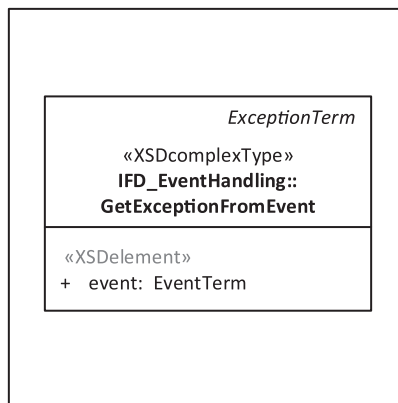 ExceptionTerm
«XSDcomplexType»
IFD_EventHandling::
GetExceptionFromEvent
«XSDelement»
+ event: EventTerm